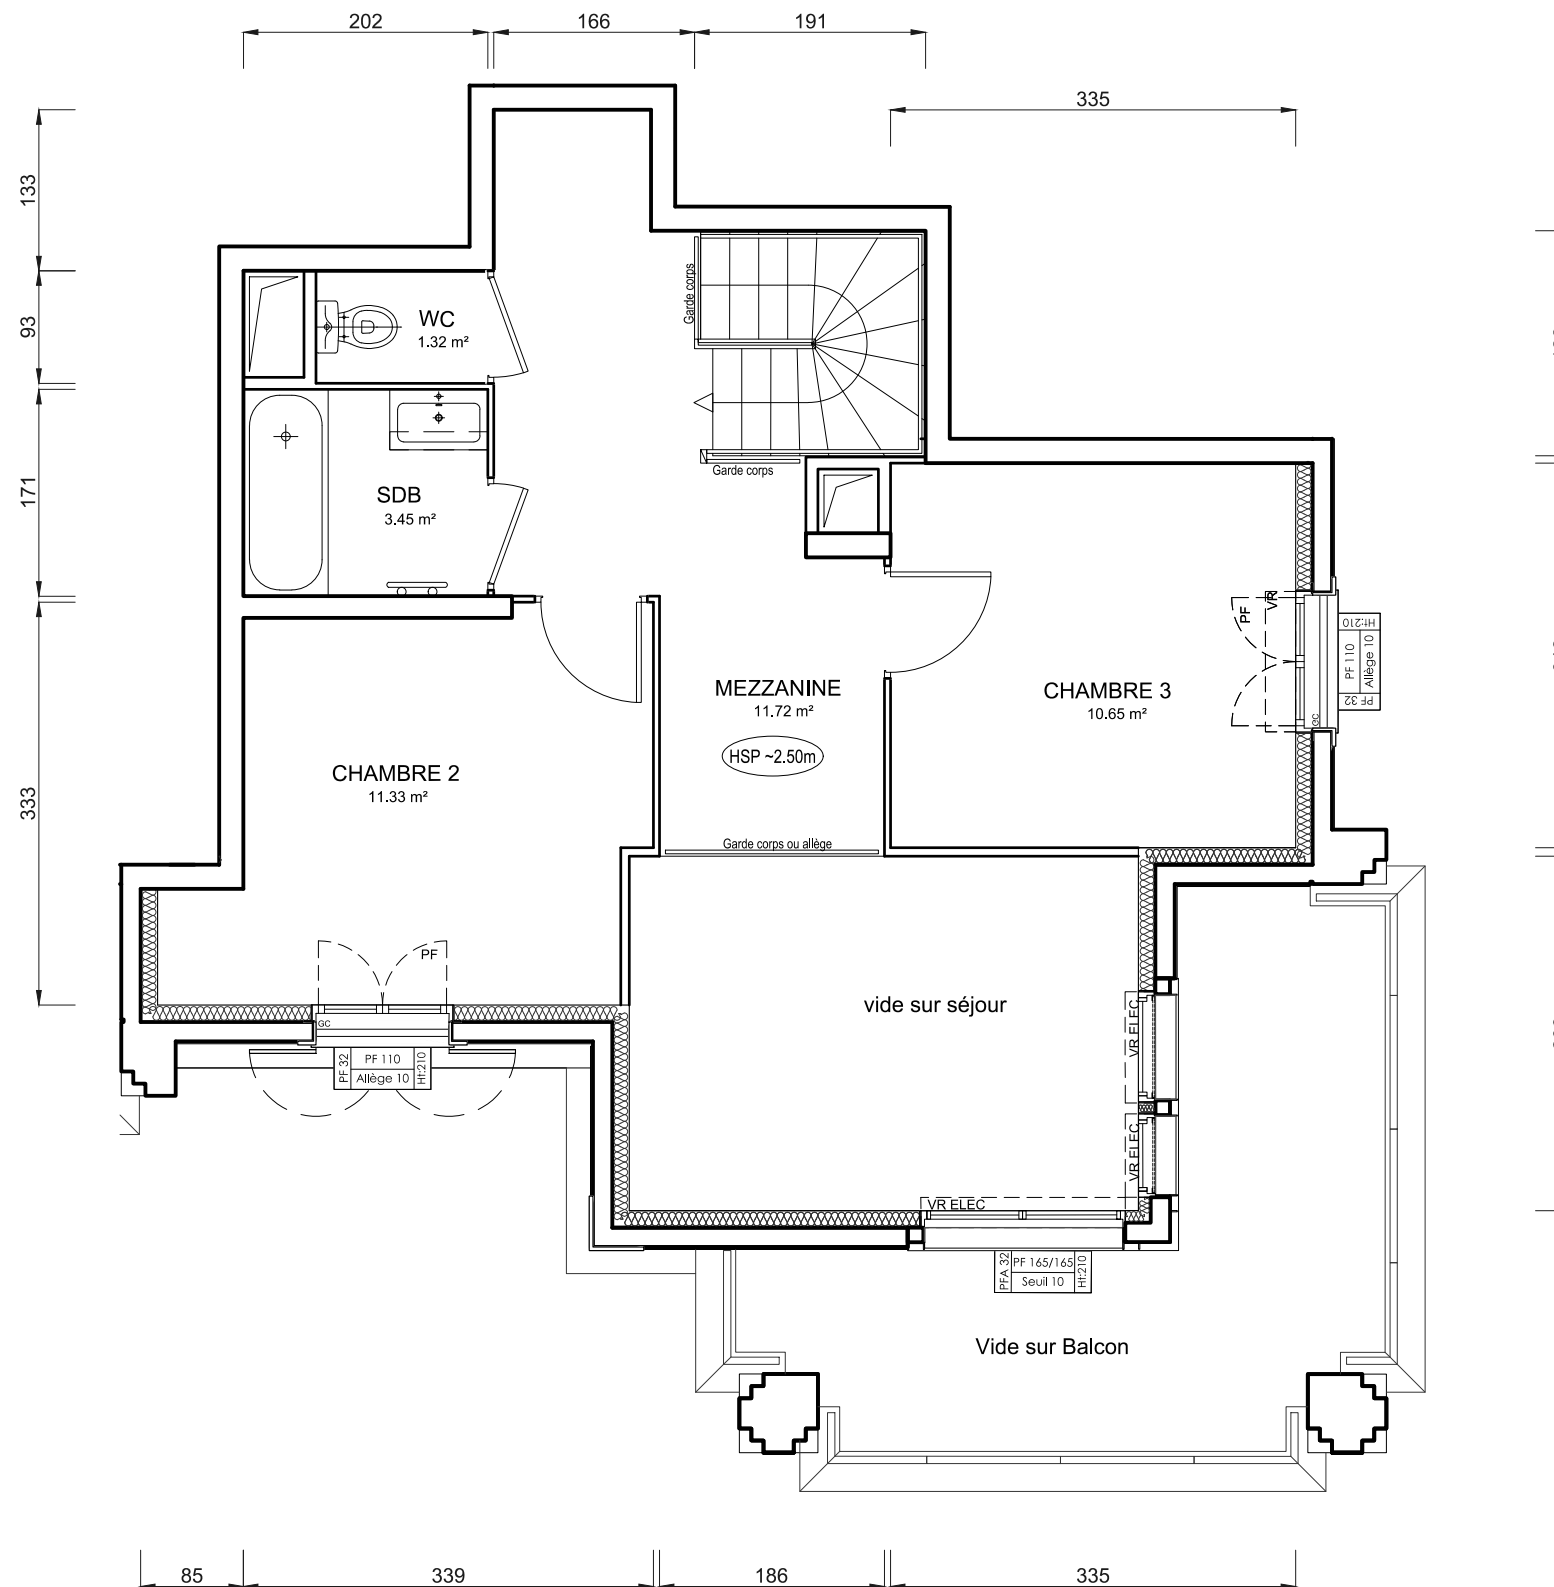 202
166
191
335
133
93
171
333
Garde corps
WC
1.32 m²
Garde corps
SDB
3.45 m²
MEZZANINE
11.72 m²
HSP ~2.50m
CHAMBRE 3
10.65 m²
PF
VR
GC
Ht:210
PF 110
Allège 10
PF 32
CHAMBRE 2
11.33 m²
Garde corps ou allège
PF
GC
PF 32
PF 110
Allège 10
Ht:210
vide sur séjour
VR ELEC
VR ELEC
VR ELEC
PFA 32
PF 165/165
Seuil 10
Ht:210
Vide sur Balcon
85
339
186
335